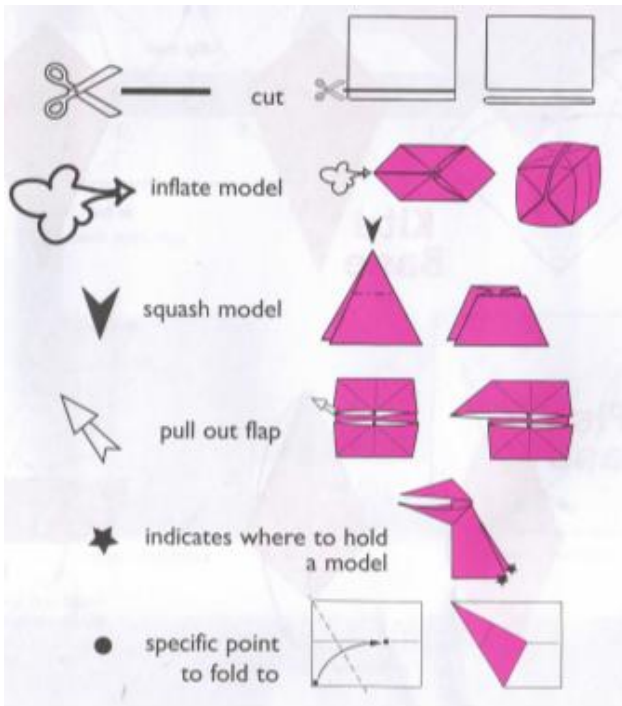 cut
inflate model
squash model
pull out flap
indicates where to hold
a model
specific point
to fold to